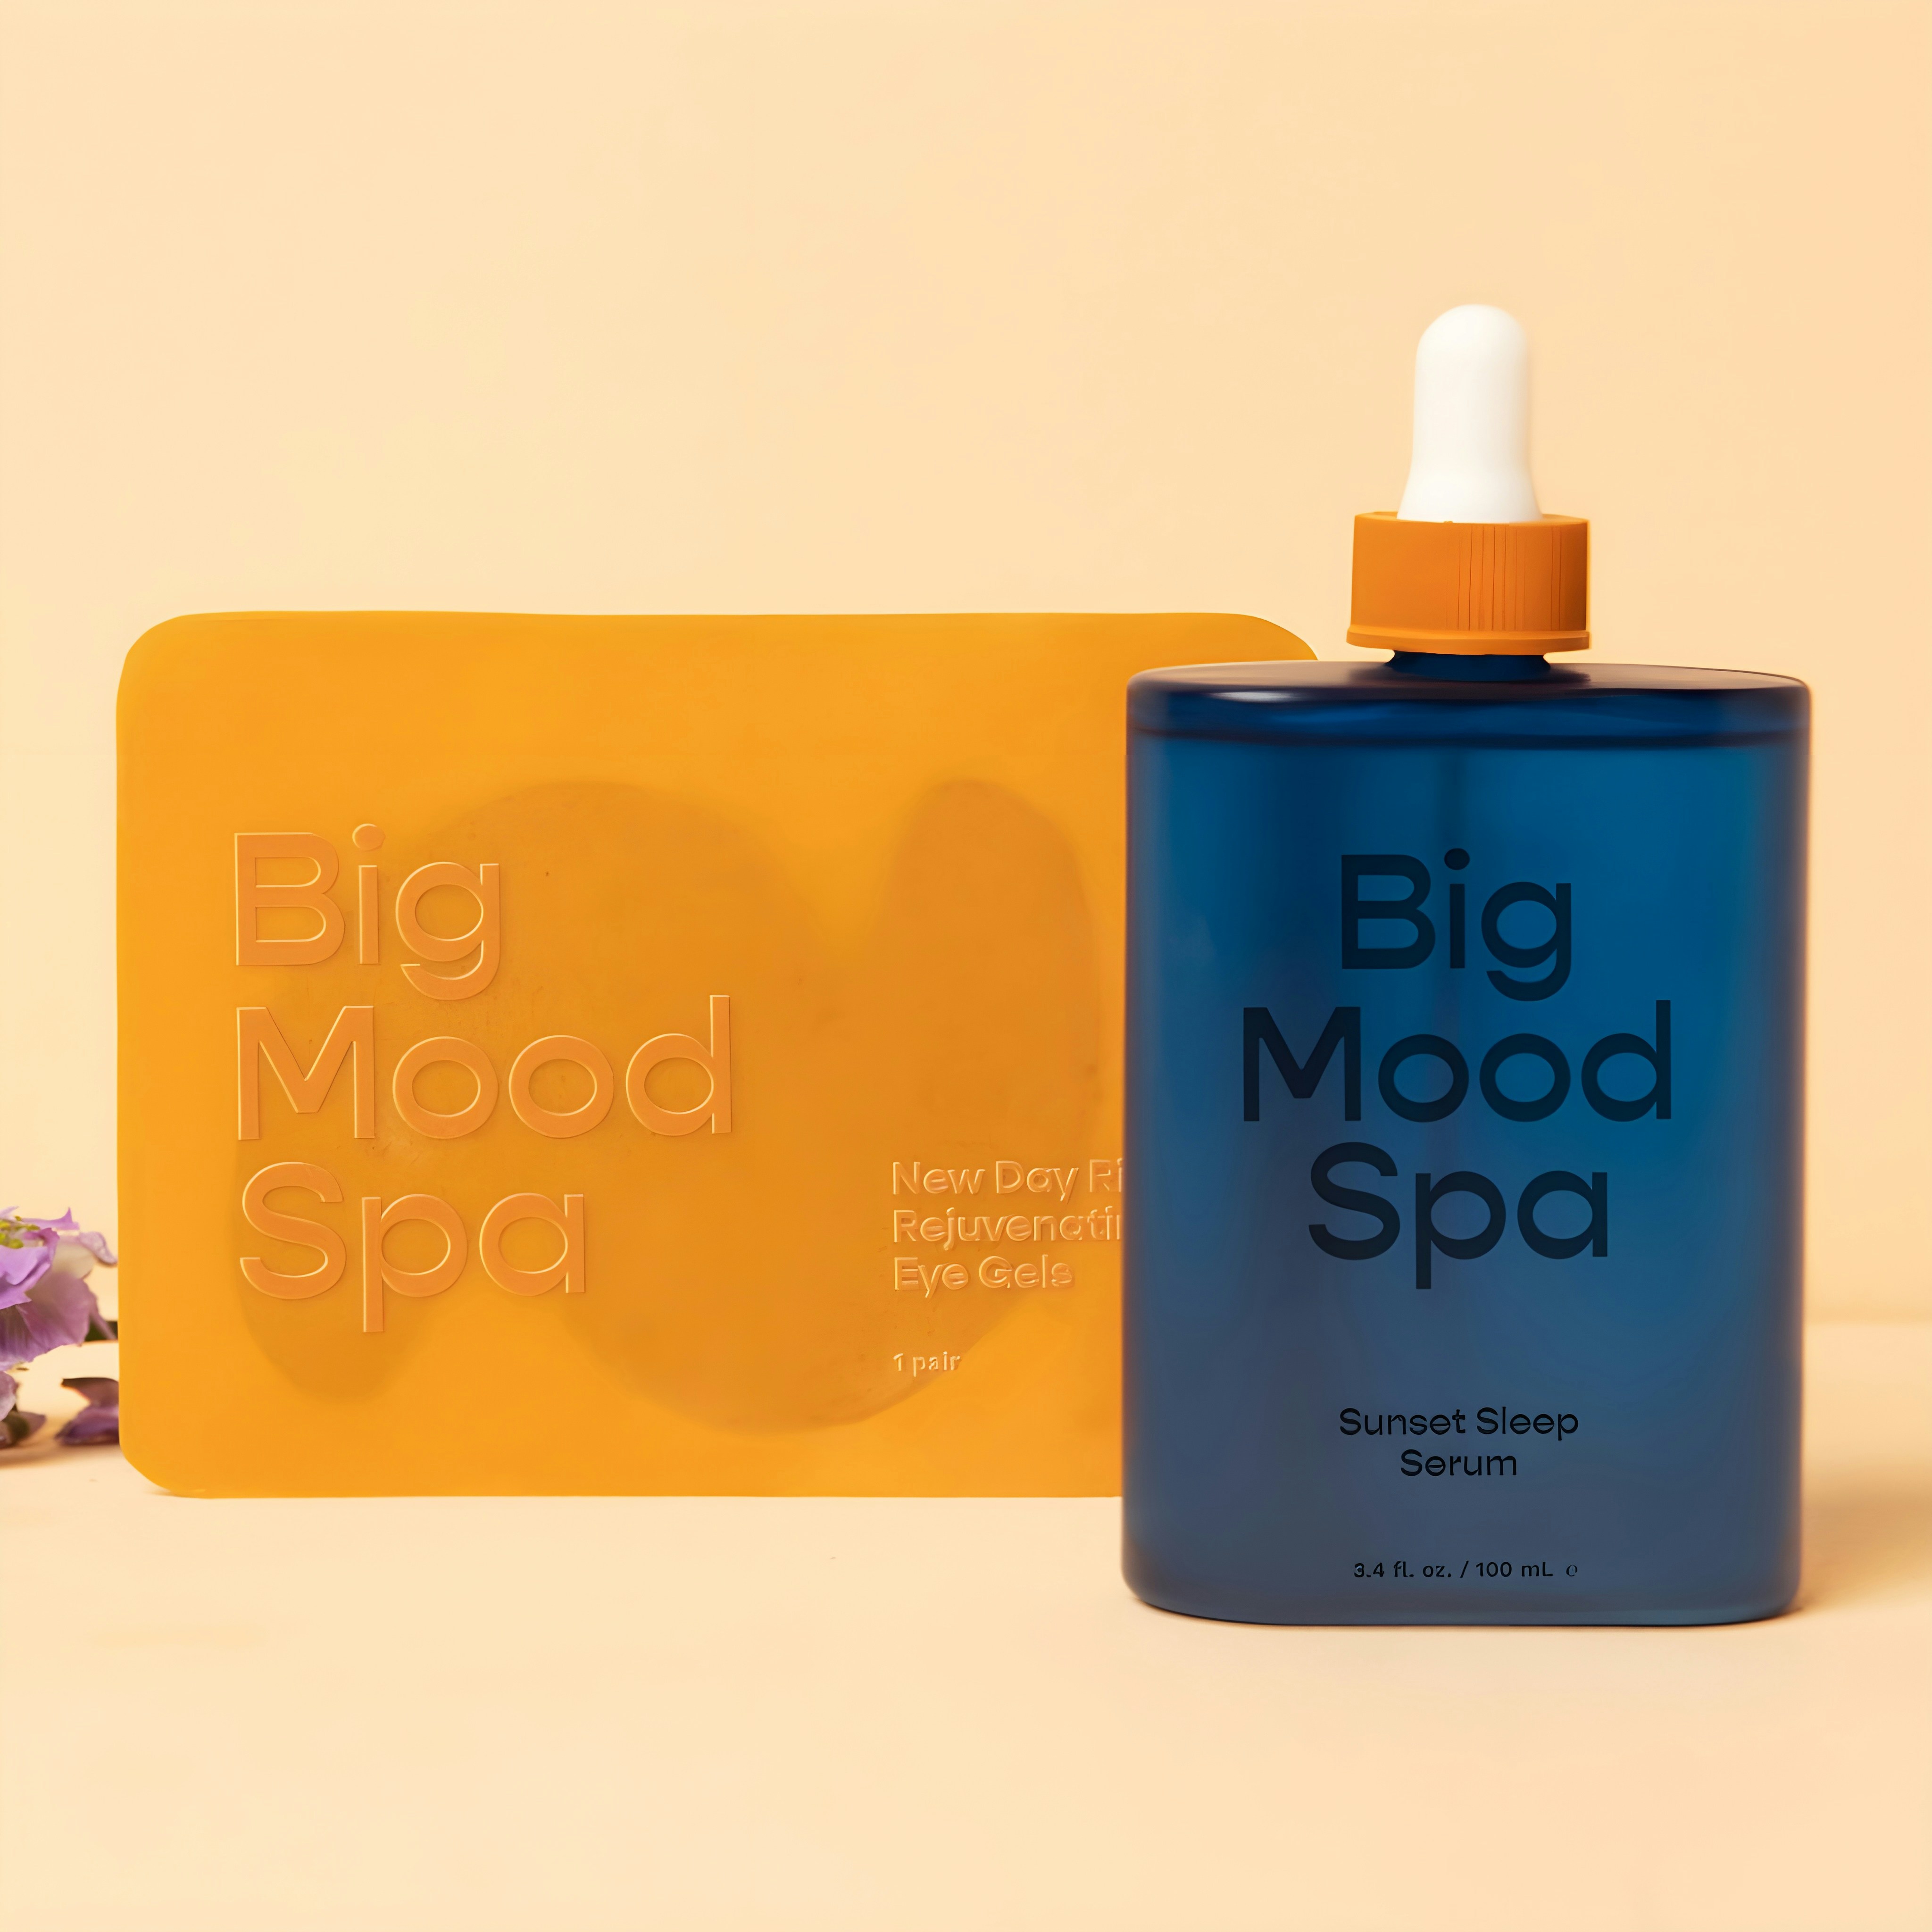 Big
Mood
Spa
New Day Ri
Rejuvenati
Eye Gels
1 pair
Big
Mood
Spa
Sunset Sleep
Serum
3.4 fl. oz. / 100 mL ℮